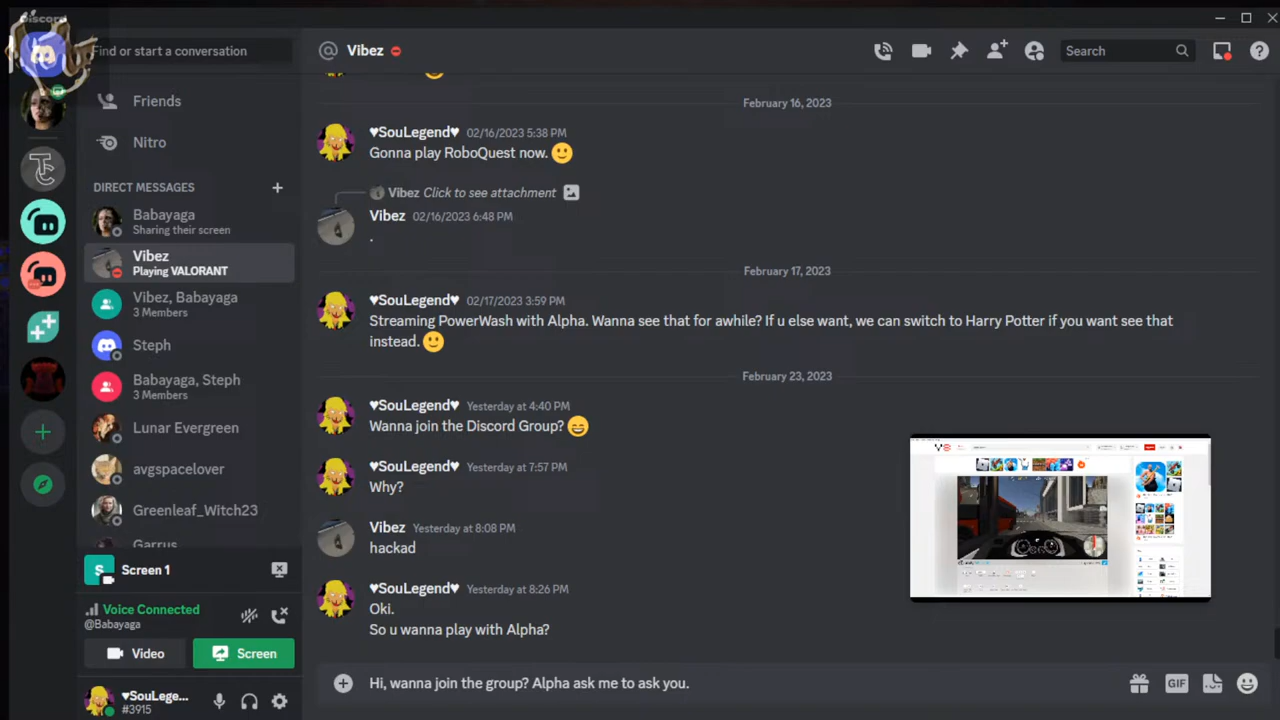 Discord
Find or start a conversation
Friends
Nitro
DIRECT MESSAGES
Babayaga
Sharing their screen
Vibez
Playing VALORANT
Vibez, Babayaga
3 Members
Steph
Babayaga, Steph
3 Members
Lunar Evergreen
avgspacelover
Greenleaf_Witch23
Garrus
Screen 1
Voice Connected
@Babayaga
Video
Screen
♥SouLege...
#3915
Vibez
Search
February 16, 2023
♥SouLegend♥ 02/16/2023 5:38 PM
Gonna play RoboQuest now.
Vibez Click to see attachment
Vibez 02/16/2023 6:48 PM
.
February 17, 2023
♥SouLegend♥ 02/17/2023 3:59 PM
Streaming PowerWash with Alpha. Wanna see that for awhile? If u else want, we can switch to Harry Potter if you want see that
instead.
February 23, 2023
♥SouLegend♥ Yesterday at 4:40 PM
Wanna join the Discord Group?
♥SouLegend♥ Yesterday at 7:57 PM
Why?
Vibez Yesterday at 8:08 PM
hackad
♥SouLegend♥ Yesterday at 8:26 PM
Oki.
So u wanna play with Alpha?
Hi, wanna join the group? Alpha ask me to ask you.
GIF